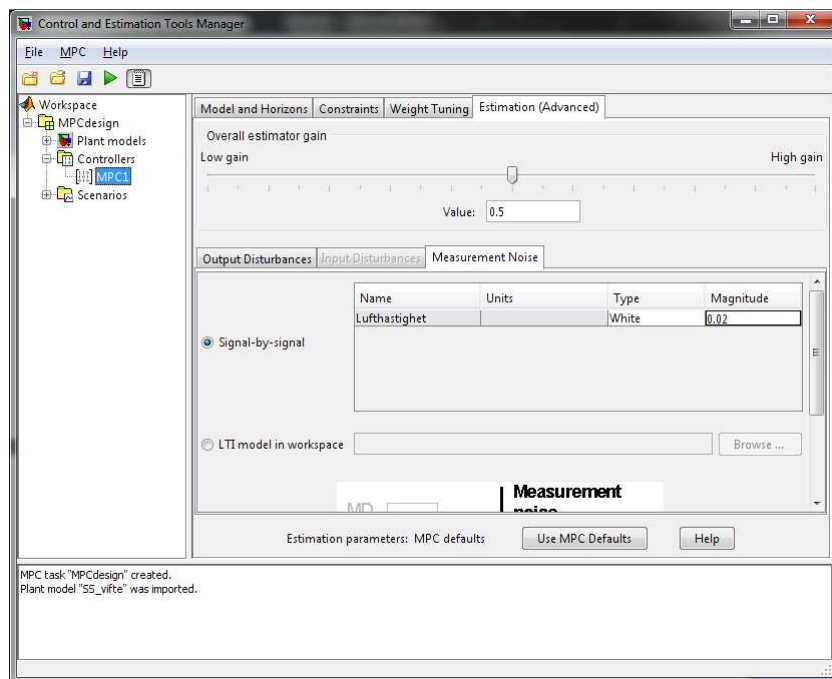 Control and Estimation Tools Manager
File MPC Help
Workspace
MPCdesign
Plant models
Controllers
MPC1
Scenarios
Model and Horizons Constraints Weight Tuning Estimation (Advanced)
Overall estimator gain
Low gain High gain
Value: 0.5
Output Disturbances Input Disturbances Measurement Noise
Name Units Type Magnitude
Lufthastighet White 0.02
Signal-by-signal
LTI model in workspace Browse ...
MD Measurement
noise
Estimation parameters: MPC defaults Use MPC Defaults Help
MPC task "MPCdesign" created.
Plant model "SS_vifte" was imported.